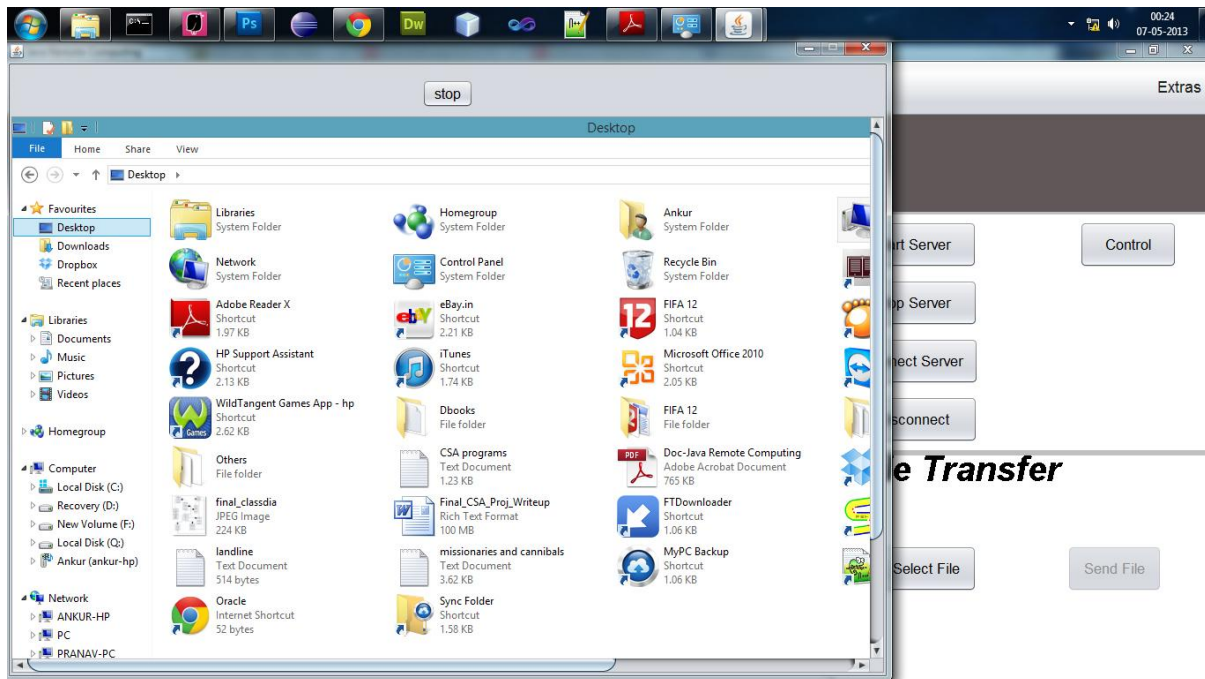 00:24
07-05-2013
Extras
stop
Desktop
File Home Share View
Desktop
Favourites
Desktop
Downloads
Dropbox
Recent places
Libraries
Documents
Music
Pictures
Videos
Homegroup
Computer
Local Disk (C:)
Recovery (D:)
New Volume (F:)
Local Disk (Q:)
Ankur (ankur-hp)
Network
ANKUR-HP
PC
PRANAV-PC
Libraries
System Folder
Homegroup
System Folder
Ankur
System Folder
Network
System Folder
Control Panel
System Folder
Recycle Bin
System Folder
Adobe Reader X
Shortcut
1.97 KB
eBay.in
Shortcut
2.21 KB
FIFA 12
Shortcut
1.04 KB
HP Support Assistant
Shortcut
2.13 KB
iTunes
Shortcut
1.74 KB
Microsoft Office 2010
Shortcut
2.05 KB
WildTangent Games App - hp
Shortcut
2.62 KB
Dbooks
File folder
FIFA 12
File folder
Others
File folder
CSA programs
Text Document
1.23 KB
Doc-Java Remote Computing
Adobe Acrobat Document
765 KB
final_classdia
JPEG Image
224 KB
Final_CSA_Proj_Writeup
Rich Text Format
100 MB
FTDownloader
Shortcut
1.06 KB
landline
Text Document
514 bytes
missionaries and cannibals
Text Document
3.62 KB
MyPC Backup
Shortcut
1.06 KB
Oracle
Internet Shortcut
52 bytes
Sync Folder
Shortcut
1.58 KB
rt Server
Control
op Server
nect Server
sconnect
e Transfer
Select File
Send File